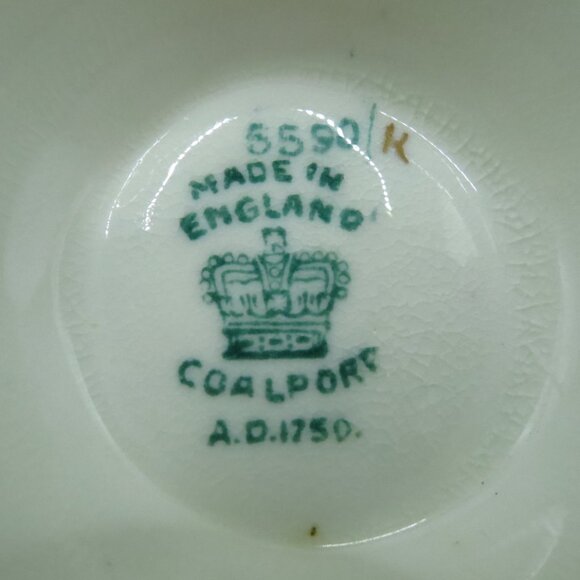 5590/K
MADE IN
ENGLAND
COALPORT
A.D.1750.